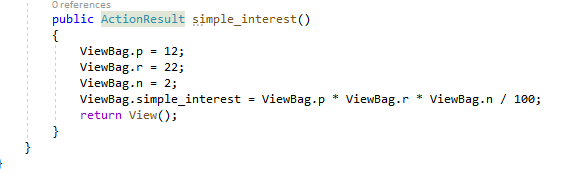 0 references
public ActionResult simple_interest()
{
ViewBag.p = 12;
ViewBag.r = 22;
ViewBag.n = 2;
ViewBag.simple_interest = ViewBag.p * ViewBag.r * ViewBag.n / 100;
return View();
}
}
}